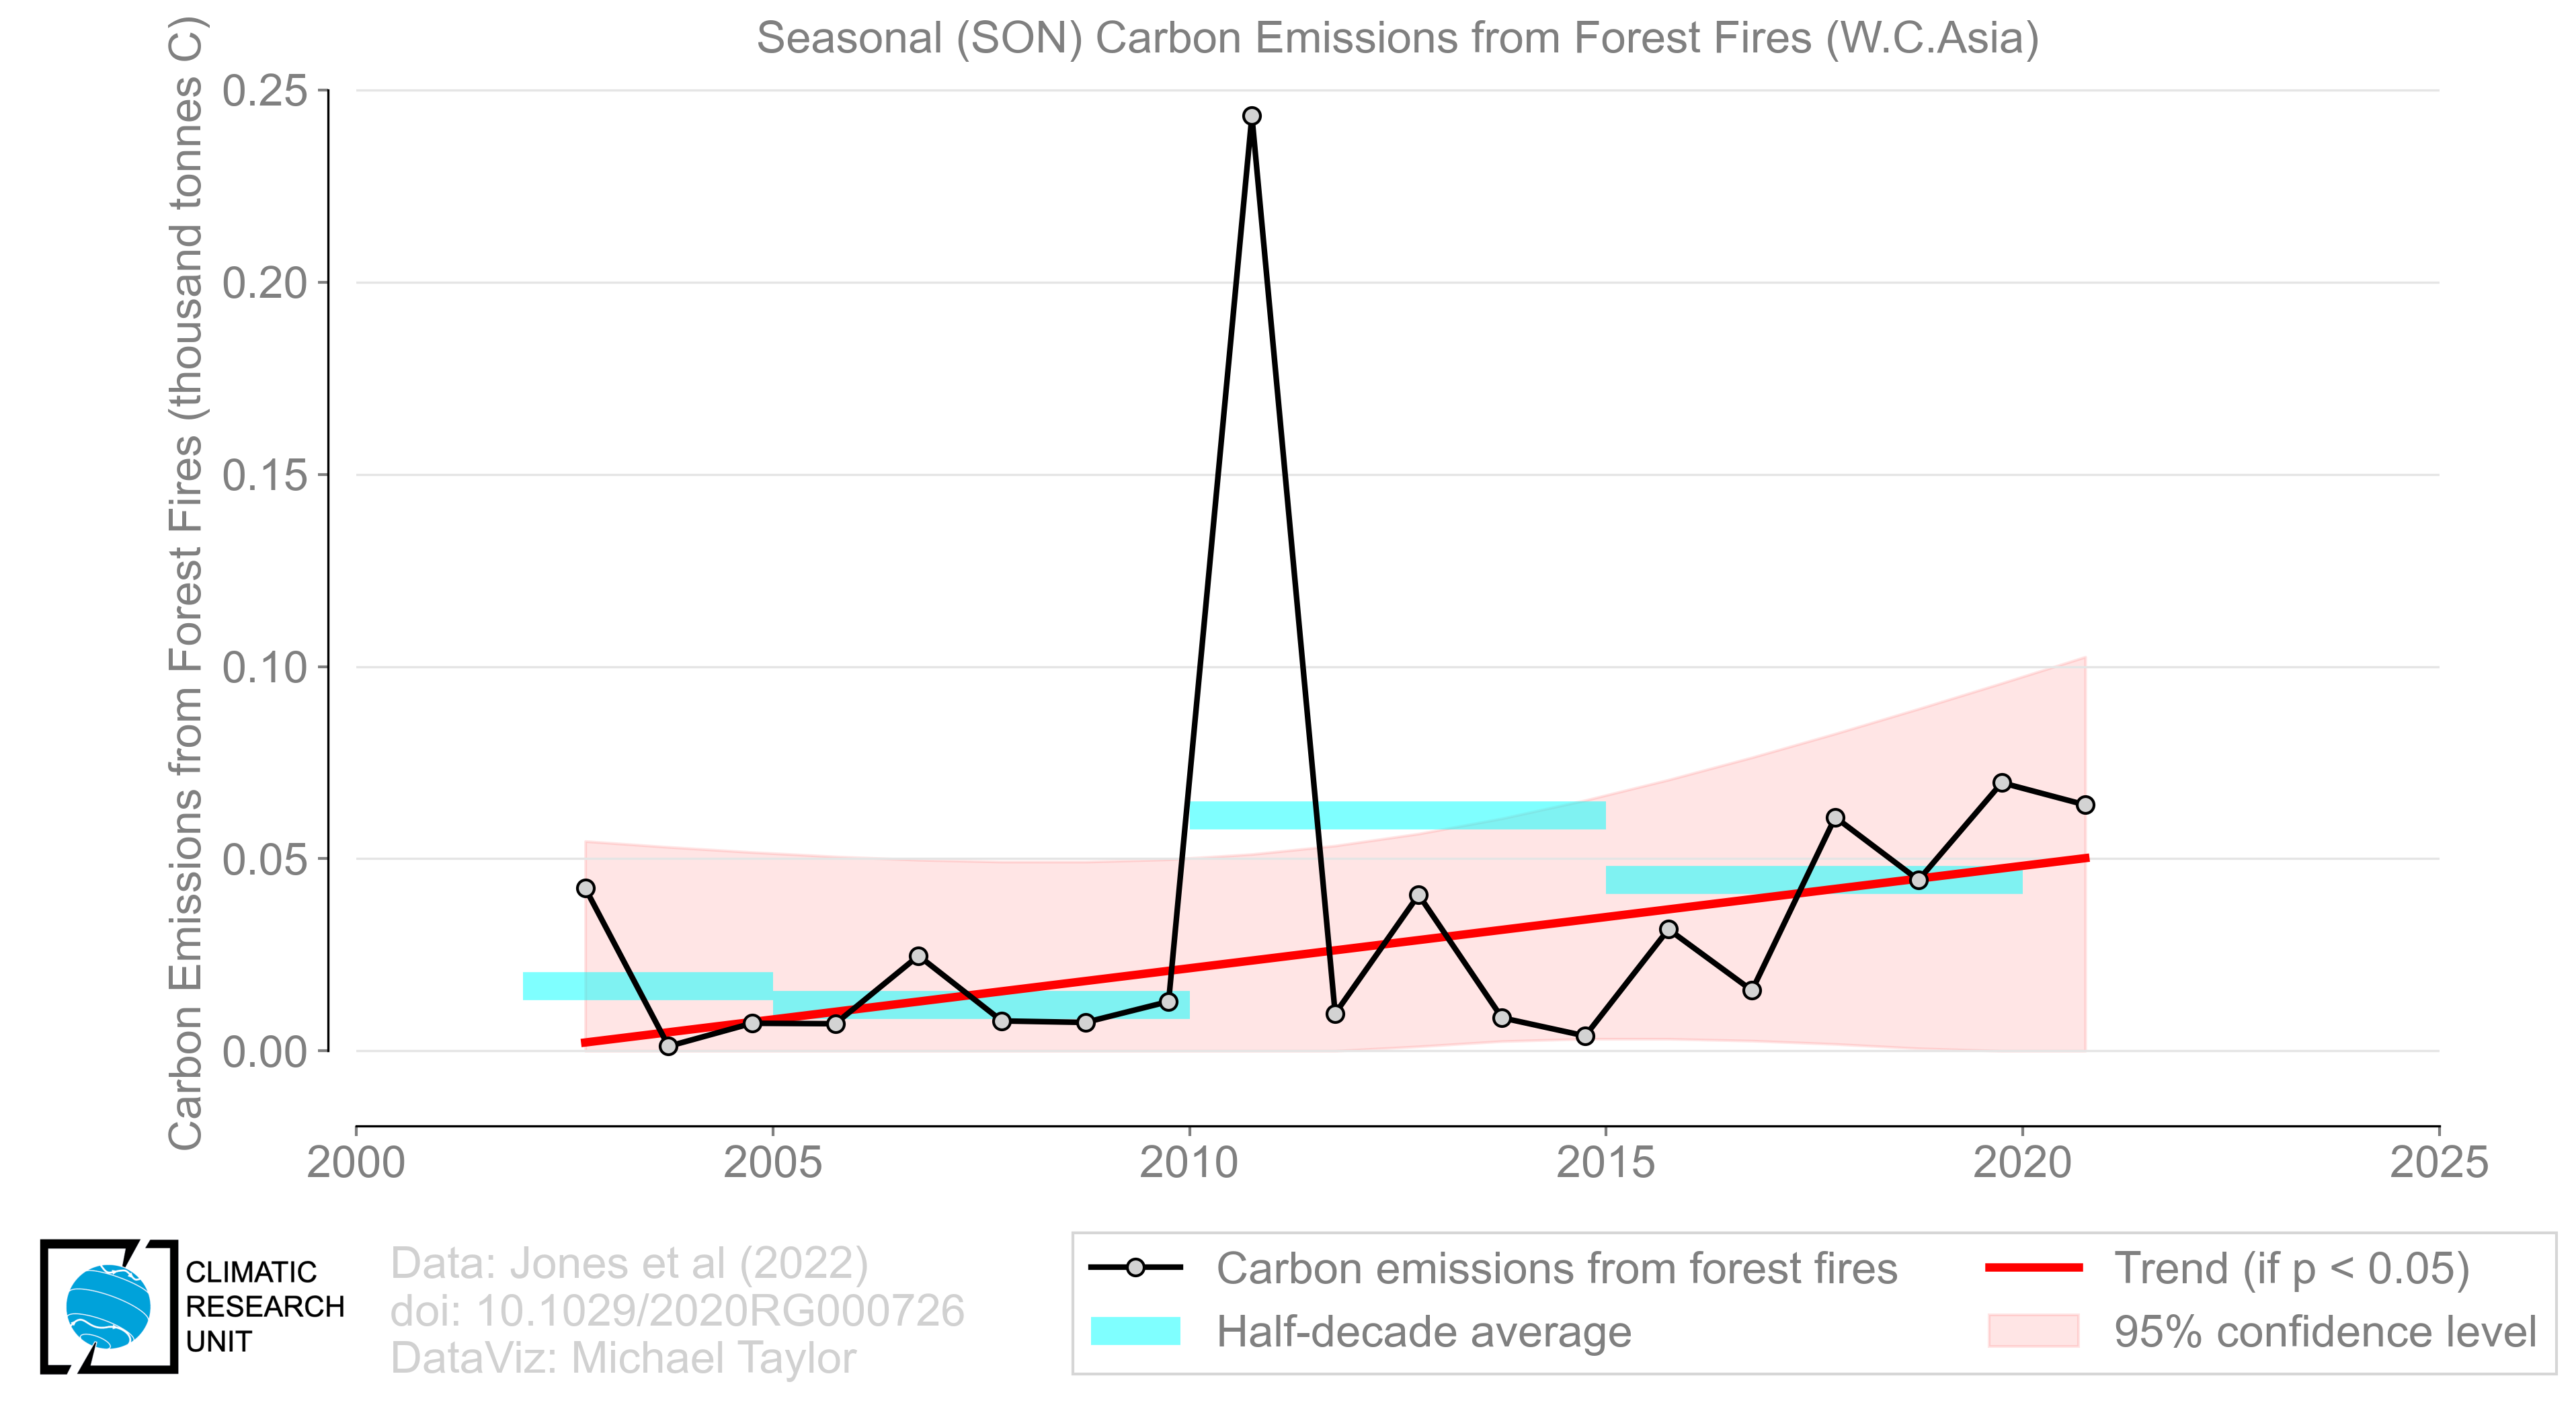 Seasonal (SON) Carbon Emissions from Forest Fires (W.C.Asia)
Carbon Emissions from Forest Fires (thousand tonnes C)
0.25
0.20
0.15
0.10
0.05
0.00
2000
2005
2010
2015
2020
2025
CLIMATIC
RESEARCH
UNIT
Data: Jones et al (2022)
doi: 10.1029/2020RG000726
DataViz: Michael Taylor
Carbon emissions from forest fires
Half-decade average
Trend (if p < 0.05)
95% confidence level